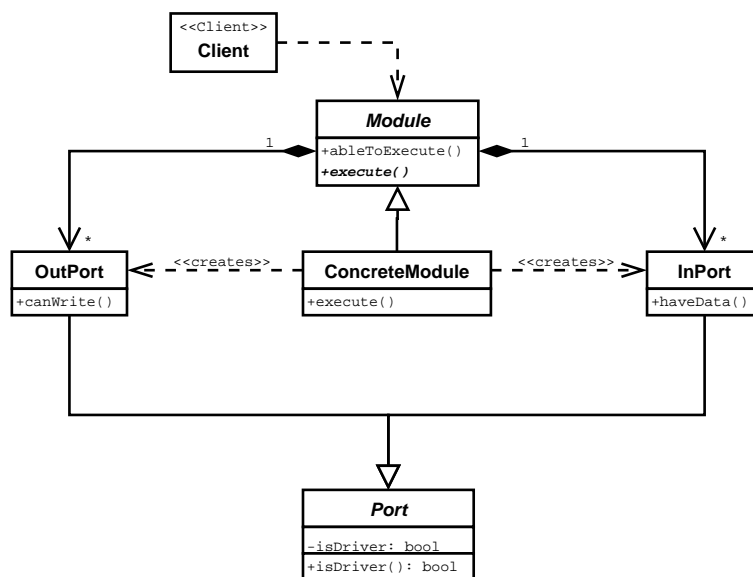 <<Client>>
Client
Module
+ableToExecute()
+execute()
1
1
*
*
OutPort
+canWrite()
<<creates>>
ConcreteModule
+execute()
<<creates>>
InPort
+haveData()
Port
-isDriver: bool
+isDriver(): bool